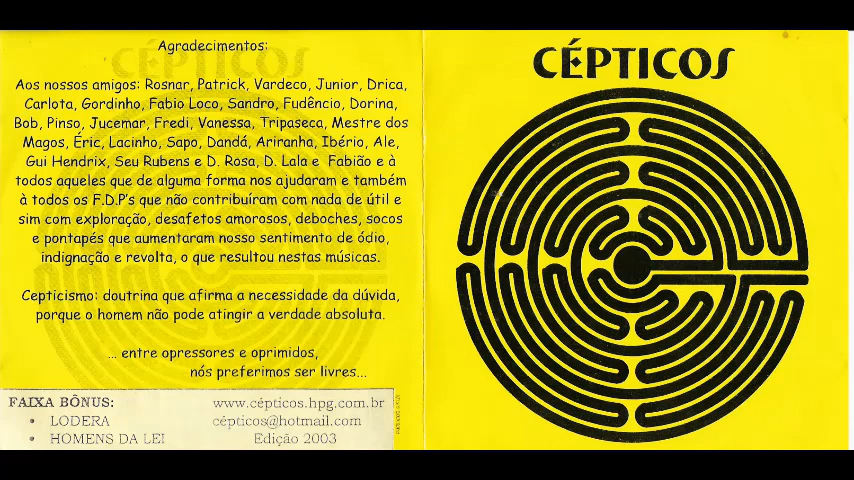 Agradecimentos:
Aos nossos amigos: Rosnar, Patrick, Vardeco, Junior, Drica,
Carlota, Gordinho, Fabio Loco, Sandro, Fudêncio, Dorina,
Bob, Pinso, Jucemar, Fredi, Vanessa, Tripaseca, Mestre dos
Magos, Éric, Lacinho, Sapo, Dandá, Ariranha, Ibério, Ale,
Gui Hendrix, Seu Rubens e D. Rosa, D. Lala e Fabião e à
todos aqueles que de alguma forma nos ajudaram e também
à todos os F.D.P's que não contribuíram com nada de útil e
sim com exploração, desafetos amorosos, deboches, socos
e pontapés que aumentaram nosso sentimento de ódio,
indignação e revolta, o que resultou nestas músicas.
Cepticismo: doutrina que afirma a necessidade da dúvida,
porque o homem não pode atingir a verdade absoluta.
... entre opressores e oprimidos,
nós preferimos ser livres...
FAIXA BÔNUS:
• LODERA
• HOMENS DA LEI
www.cépticos.hpg.com.br
cépticos@hotmail.com
Edição 2003
CÉPTICOS
CÉPTICOS